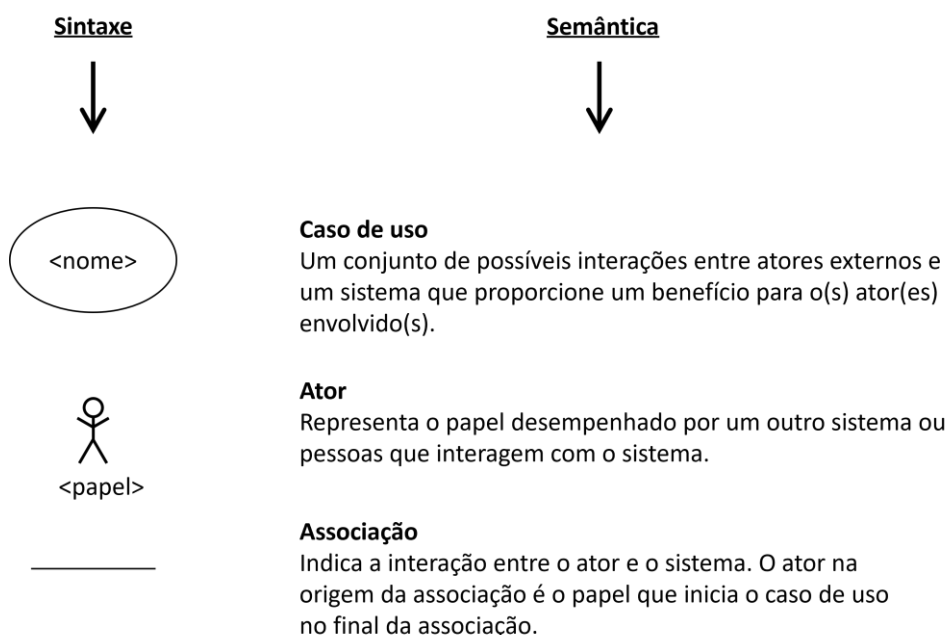 Sintaxe
Semântica
<nome>
Caso de uso
Um conjunto de possíveis interações entre atores externos e
um sistema que proporcione um benefício para o(s) ator(es)
envolvido(s).
Ator
Representa o papel desempenhado por um outro sistema ou
pessoas que interagem com o sistema.
<papel>
Associação
Indica a interação entre o ator e o sistema. O ator na
origem da associação é o papel que inicia o caso de uso
no final da associação.